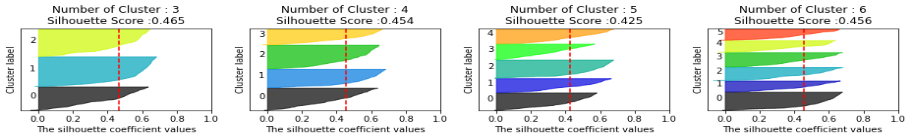 Number of Cluster : 3
Silhouette Score :0.465
Cluster label
2
1
0
0.0 0.2 0.4 0.6 0.8 1.0
The silhouette coefficient values
Number of Cluster : 4
Silhouette Score :0.454
Cluster label
3
2
1
0
0.0 0.2 0.4 0.6 0.8 1.0
The silhouette coefficient values
Number of Cluster : 5
Silhouette Score :0.425
Cluster label
4
3
2
1
0
0.0 0.2 0.4 0.6 0.8 1.0
The silhouette coefficient values
Number of Cluster : 6
Silhouette Score :0.456
Cluster label
5
4
3
2
1
0
0.0 0.2 0.4 0.6 0.8 1.0
The silhouette coefficient values